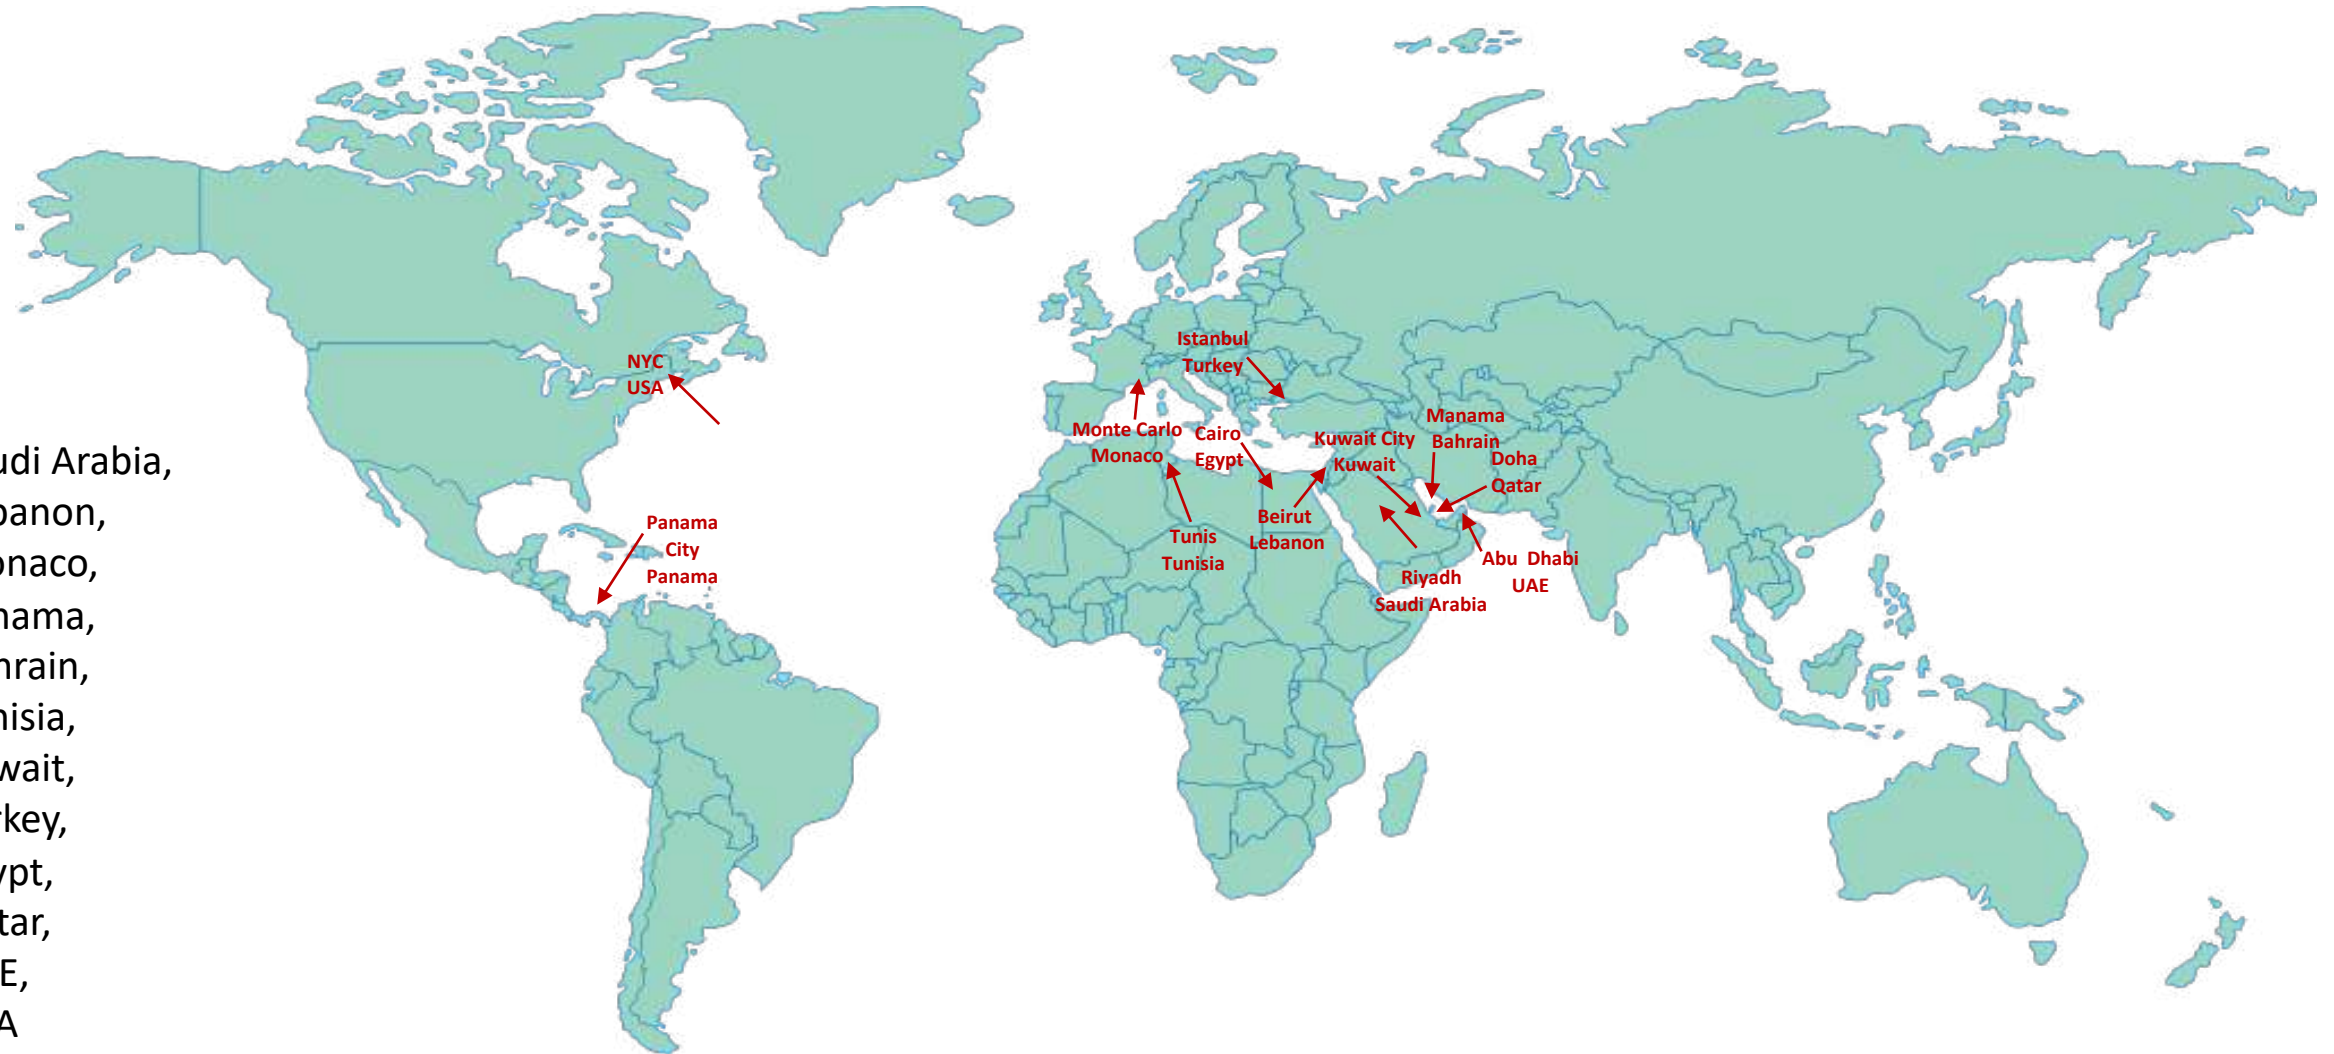 udi Arabia,
banon,
onaco,
nama,
hrain,
nisia,
wait,
rkey,
ypt,
tar,
E,
A
NYC
USA
Panama
City
Panama
Istanbul
Turkey
Monte Carlo
Monaco
Cairo
Egypt
Tunis
Tunisia
Beirut
Lebanon
Kuwait City
Kuwait
Manama
Bahrain
Doha
Qatar
Riyadh
Saudi Arabia
Abu Dhabi
UAE